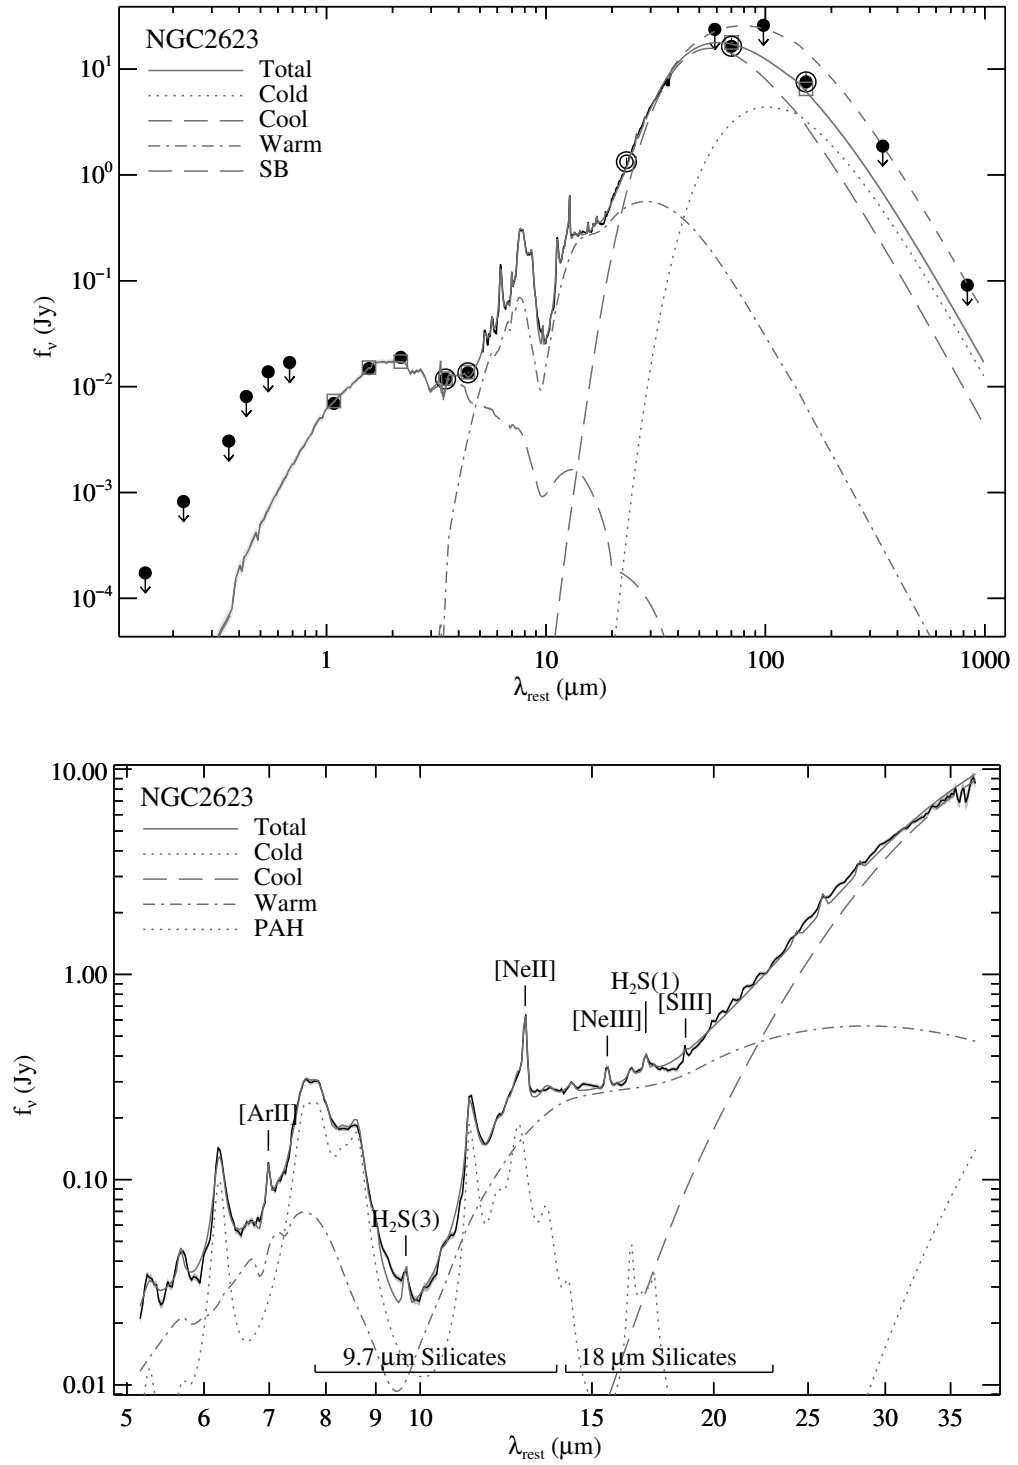 NGC2623
Total
Cold
Cool
Warm
SB
10¹
10⁰
10⁻¹
10⁻²
10⁻³
10⁻⁴
f_ν (Jy)
1 10 100 1000
λ_rest (μm)
NGC2623
Total
Cold
Cool
Warm
PAH
10.00
1.00
0.10
0.01
f_ν (Jy)
[NeII]
H₂S(1)
[SIII]
[NeIII]
[ArII]
H₂S(3)
9.7 μm Silicates
18 μm Silicates
5 6 7 8 9 10 15 20 25 30 35
λ_rest (μm)